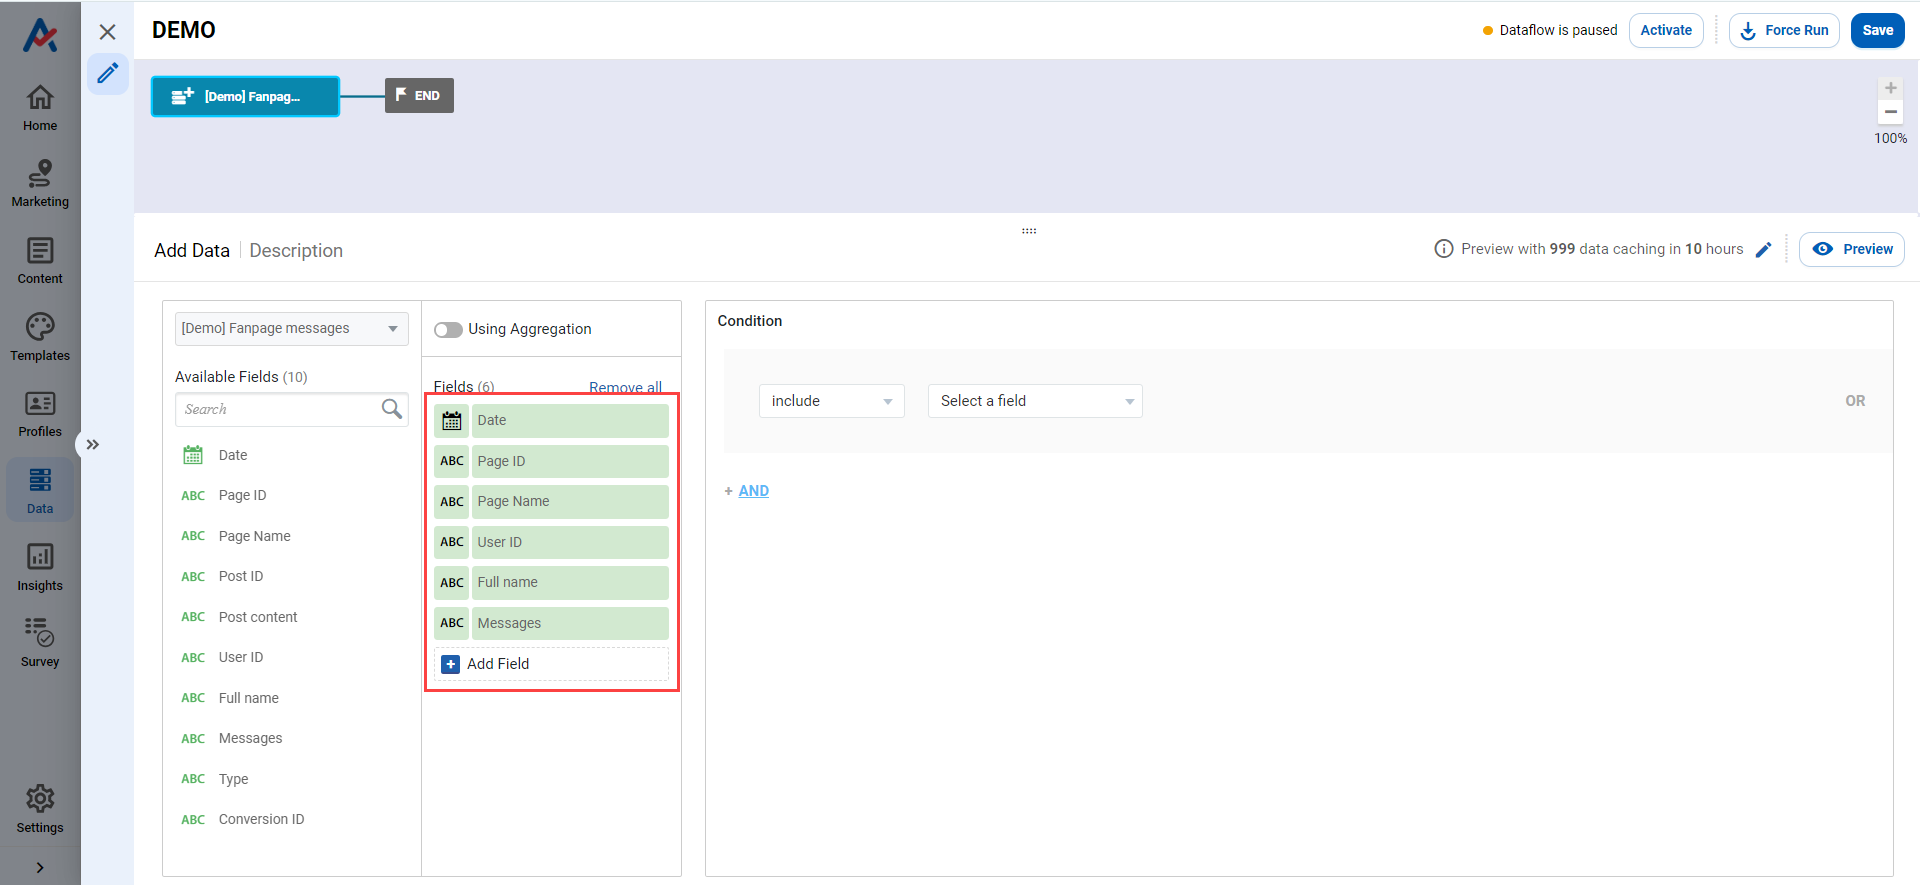 DEMO
Dataflow is paused
Activate
Force Run
Save
Home
Marketing
Content
Templates
Profiles
Data
Insights
Survey
Settings
[Demo] Fanpag...
END
100%
Add Data
Description
Preview with 999 data caching in 10 hours
Preview
[Demo] Fanpage messages
Available Fields (10)
Search
Date
ABC Page ID
ABC Page Name
ABC Post ID
ABC Post content
ABC User ID
ABC Full name
ABC Messages
ABC Type
ABC Conversion ID
Using Aggregation
Fields (6)
Remove all
Date
ABC Page ID
ABC Page Name
ABC User ID
ABC Full name
ABC Messages
+ Add Field
Condition
include
Select a field
OR
+ AND